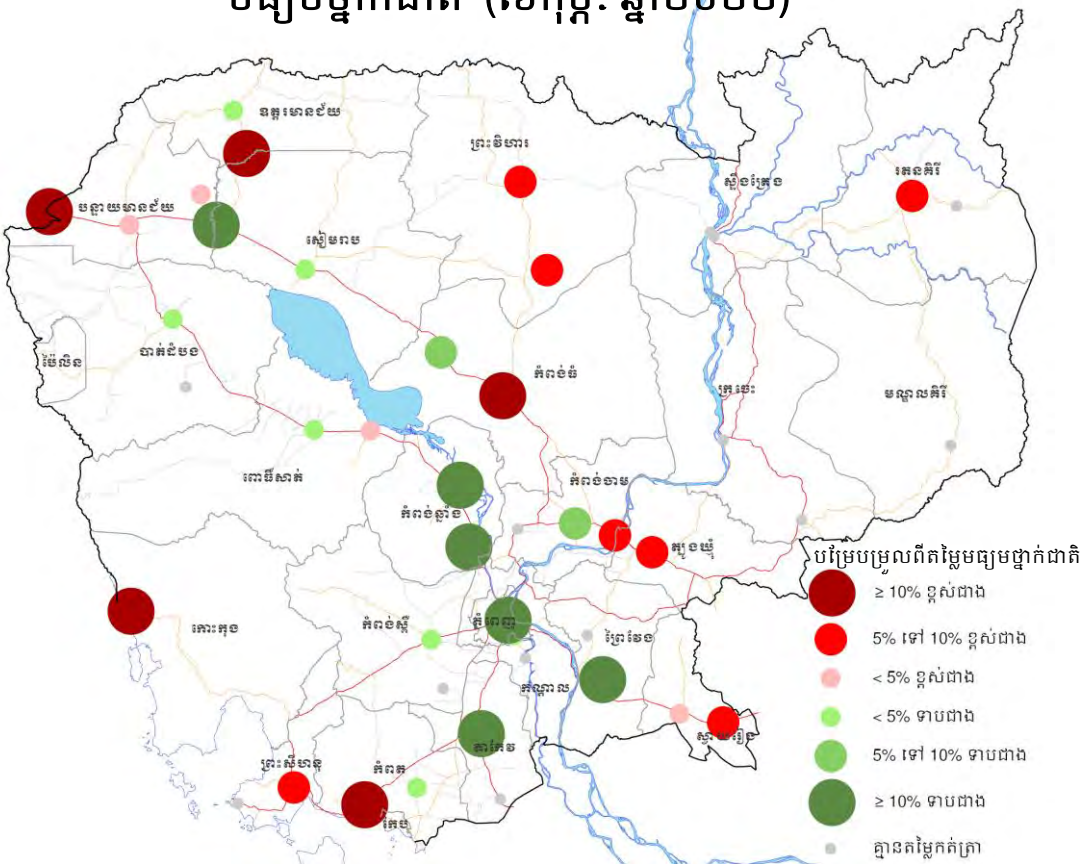 ឧត្ដរមានជ័យ
ព្រះវិហារ
ស្ទឹងត្រែង
រតនគិរី
បន្ទាយមានជ័យ
សៀមរាប
ប៉ៃលិន
បាត់ដំបង
កំពង់ធំ
ក្រចេះ
មណ្ឌលគិរី
ពោធិ៍សាត់
កំពង់ចាម
កំពង់ឆ្នាំង
ត្បូងឃ្មុំ
បម្រែបម្រួលពីតម្លៃមធ្យមថ្នាក់ជាតិ
≥ 10% ខ្ពស់ជាង
កោះកុង
កំពង់ស្ពឺ
ភ្នំពេញ
ព្រៃវែង
5% ទៅ 10% ខ្ពស់ជាង
< 5% ខ្ពស់ជាង
កណ្ដាល
< 5% ទាបជាង
ស្វាយរៀង
តាកែវ
5% ទៅ 10% ទាបជាង
ព្រះសីហនុ
កំពត
≥ 10% ទាបជាង
កែប
គ្មានតម្លៃកត់ត្រា